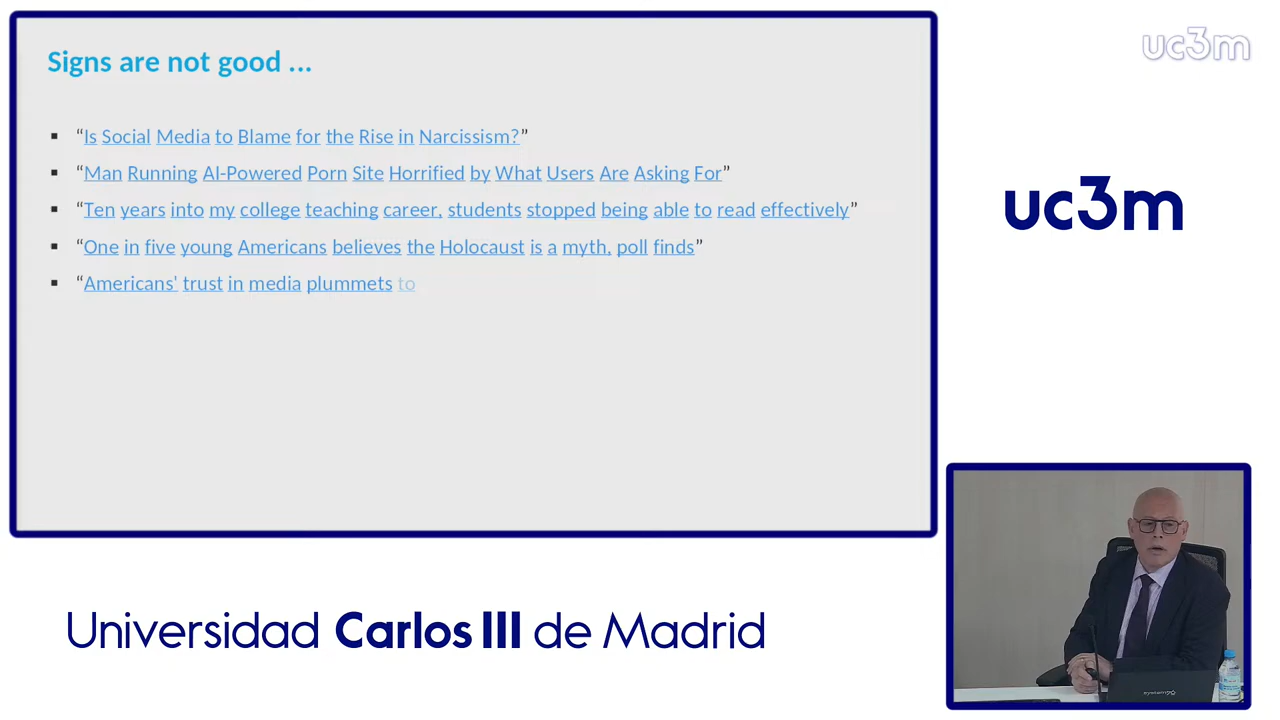 Signs are not good ...
▪ “Is Social Media to Blame for the Rise in Narcissism?”
▪ “Man Running AI-Powered Porn Site Horrified by What Users Are Asking For”
▪ “Ten years into my college teaching career, students stopped being able to read effectively”
▪ “One in five young Americans believes the Holocaust is a myth, poll finds”
▪ “Americans' trust in media plummets to
uc3m
uc3m
Universidad Carlos III de Madrid